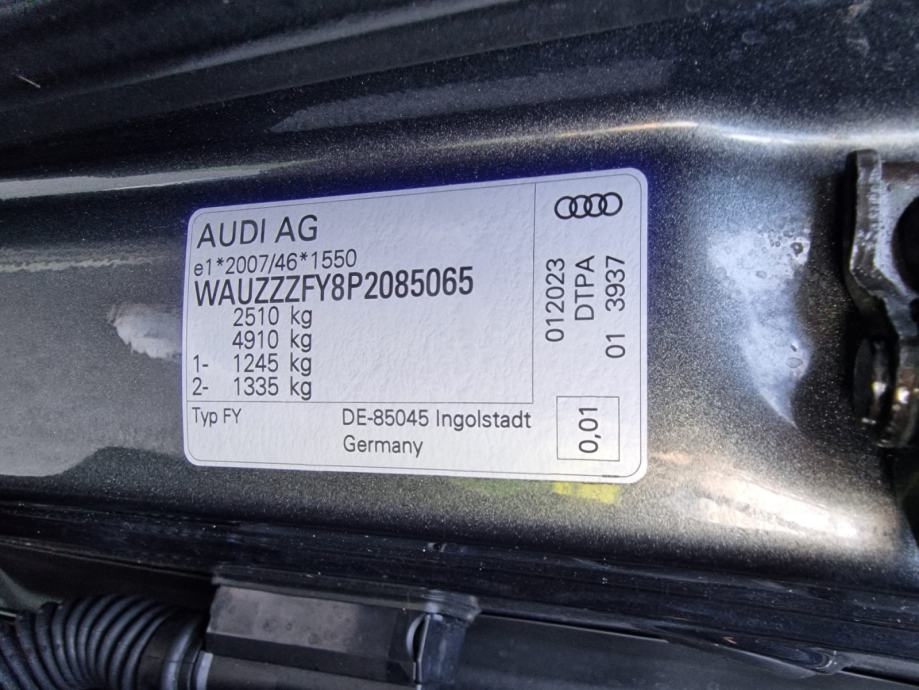 AUDI AG
e1*2007/46*1550
WAUZZZFY8P2085065
2510 kg
4910 kg
1- 1245 kg
2- 1335 kg
Typ FY
DE-85045 Ingolstadt
Germany
012023
DTPA
01 3937
0,01